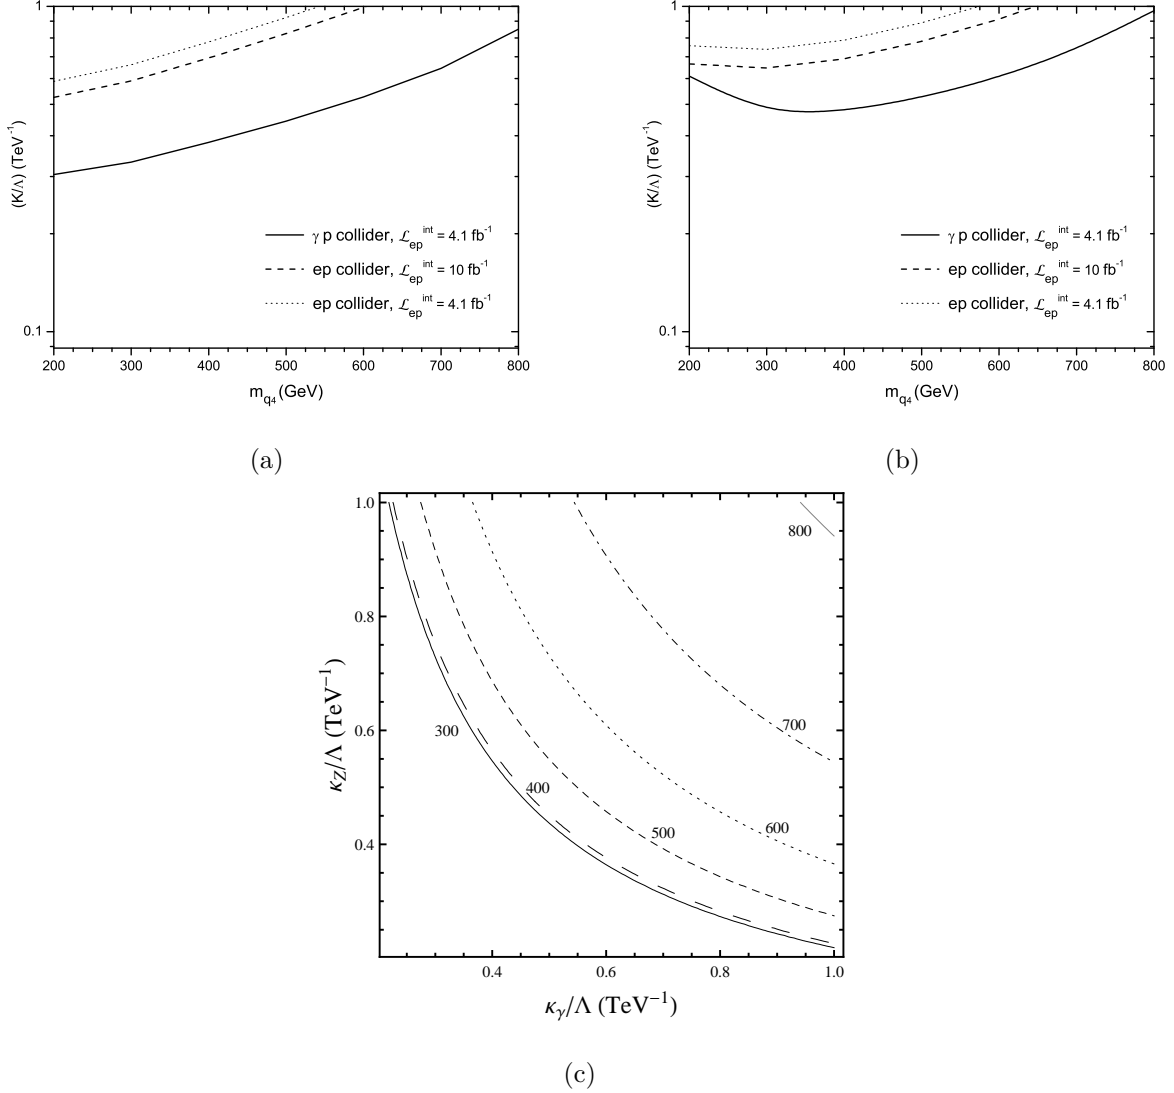 1
0.1
(K/Λ) (TeV⁻¹)
γ p collider, ℒ_ep^int = 4.1 fb⁻¹
ep collider, ℒ_ep^int = 10 fb⁻¹
ep collider, ℒ_ep^int = 4.1 fb⁻¹
200 300 400 500 600 700 800
m_q4 (GeV)
(a)
1
0.1
(K/Λ) (TeV⁻¹)
γ p collider, ℒ_ep^int = 4.1 fb⁻¹
ep collider, ℒ_ep^int = 10 fb⁻¹
ep collider, ℒ_ep^int = 4.1 fb⁻¹
200 300 400 500 600 700 800
m_q4 (GeV)
(b)
1.0
0.8
0.6
0.4
κ_Z/Λ (TeV⁻¹)
800
700
300
400
500
600
0.4 0.6 0.8 1.0
κ_γ/Λ (TeV⁻¹)
(c)